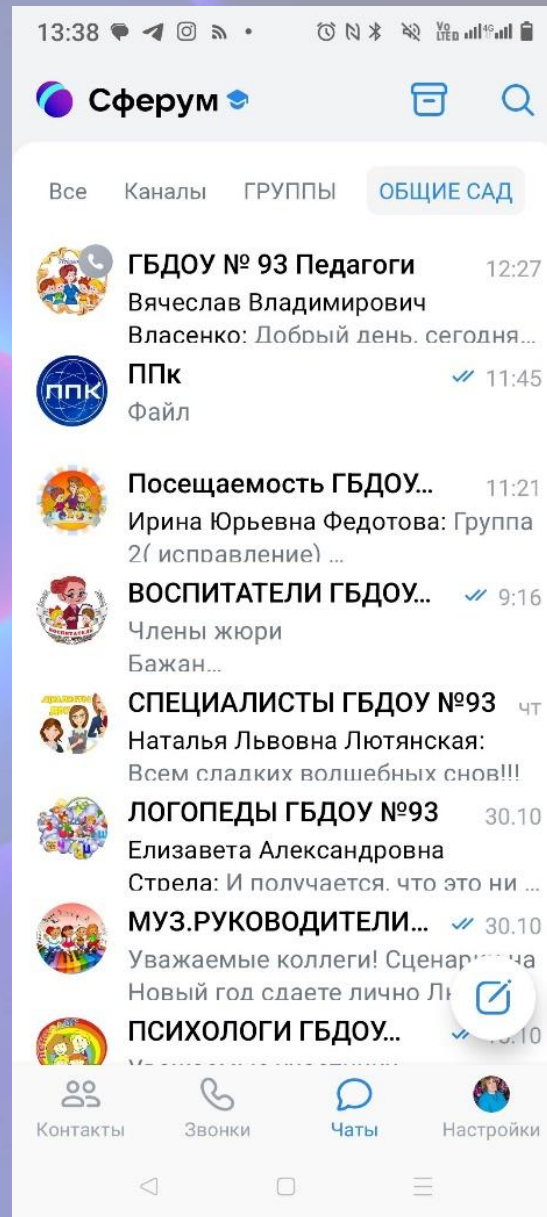 13:38
Сферум
Все Каналы ГРУППЫ ОБЩИЕ САД
ГБДОУ № 93 Педагоги 12:27
Вячеслав Владимирович
Власенко: Добрый день, сегодня...
ППк 11:45
ППК
Файл
Посещаемость ГБДОУ... 11:21
Ирина Юрьевна Федотова: Группа
2( исправление) ...
ВОСПИТАТЕЛИ ГБДОУ... 9:16
Члены жюри
Бажан...
СПЕЦИАЛИСТЫ ГБДОУ №93 чт
Наталья Львовна Лютянская:
Всем сладких волшебных снов!!!
ЛОГОПЕДЫ ГБДОУ №93 30.10
Елизавета Александровна
Стрела: И получается, что это ни ...
МУЗ.РУКОВОДИТЕЛИ... 30.10
Уважаемые коллеги! Сценарии на
Новый год сдаете лично
ПСИХОЛОГИ ГБДОУ...
Контакты Звонки Чаты Настройки